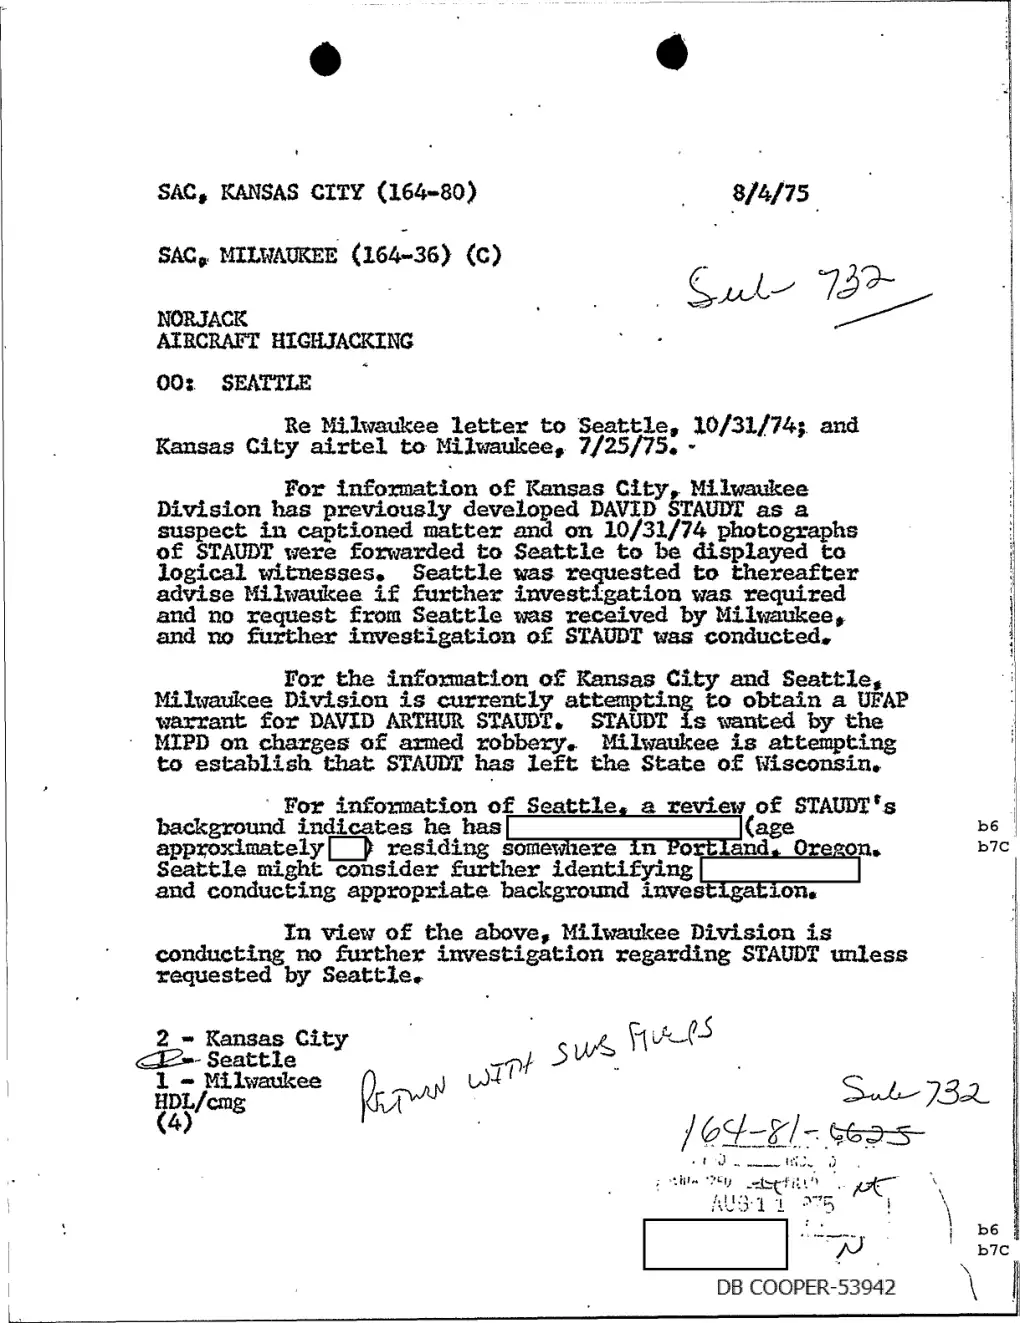 SAC, KANSAS CITY (164-80) 8/4/75
SAC, MILWAUKEE (164-36) (C)
Sub 732
NORJACK
AIRCRAFT HIGHJACKING
OO: SEATTLE
Re Milwaukee letter to Seattle, 10/31/74; and
Kansas City airtel to Milwaukee, 7/25/75.
For information of Kansas City, Milwaukee
Division has previously developed DAVID STAUDT as a
suspect in captioned matter and on 10/31/74 photographs
of STAUDT were forwarded to Seattle to be displayed to
logical witnesses. Seattle was requested to thereafter
advise Milwaukee if further investigation was required
and no request from Seattle was received by Milwaukee,
and no further investigation of STAUDT was conducted.
For the information of Kansas City and Seattle,
Milwaukee Division is currently attempting to obtain a UFAP
warrant for DAVID ARTHUR STAUDT. STAUDT is wanted by the
MIPD on charges of armed robbery. Milwaukee is attempting
to establish that STAUDT has left the State of Wisconsin.
For information of Seattle, a review of STAUDT's
background indicates he has (age b6
approximately ) residing somewhere in Portland, Oregon. b7C
Seattle might consider further identifying
and conducting appropriate background investigation.
In view of the above, Milwaukee Division is
conducting no further investigation regarding STAUDT unless
requested by Seattle.
2 - Kansas City
1 - Seattle
1 - Milwaukee
HDL/cmg
(4)
RETURN WITH SUB
Sub 732
164-81-6625
AUG 11 1975
b6
b7C
N
DB COOPER-53942